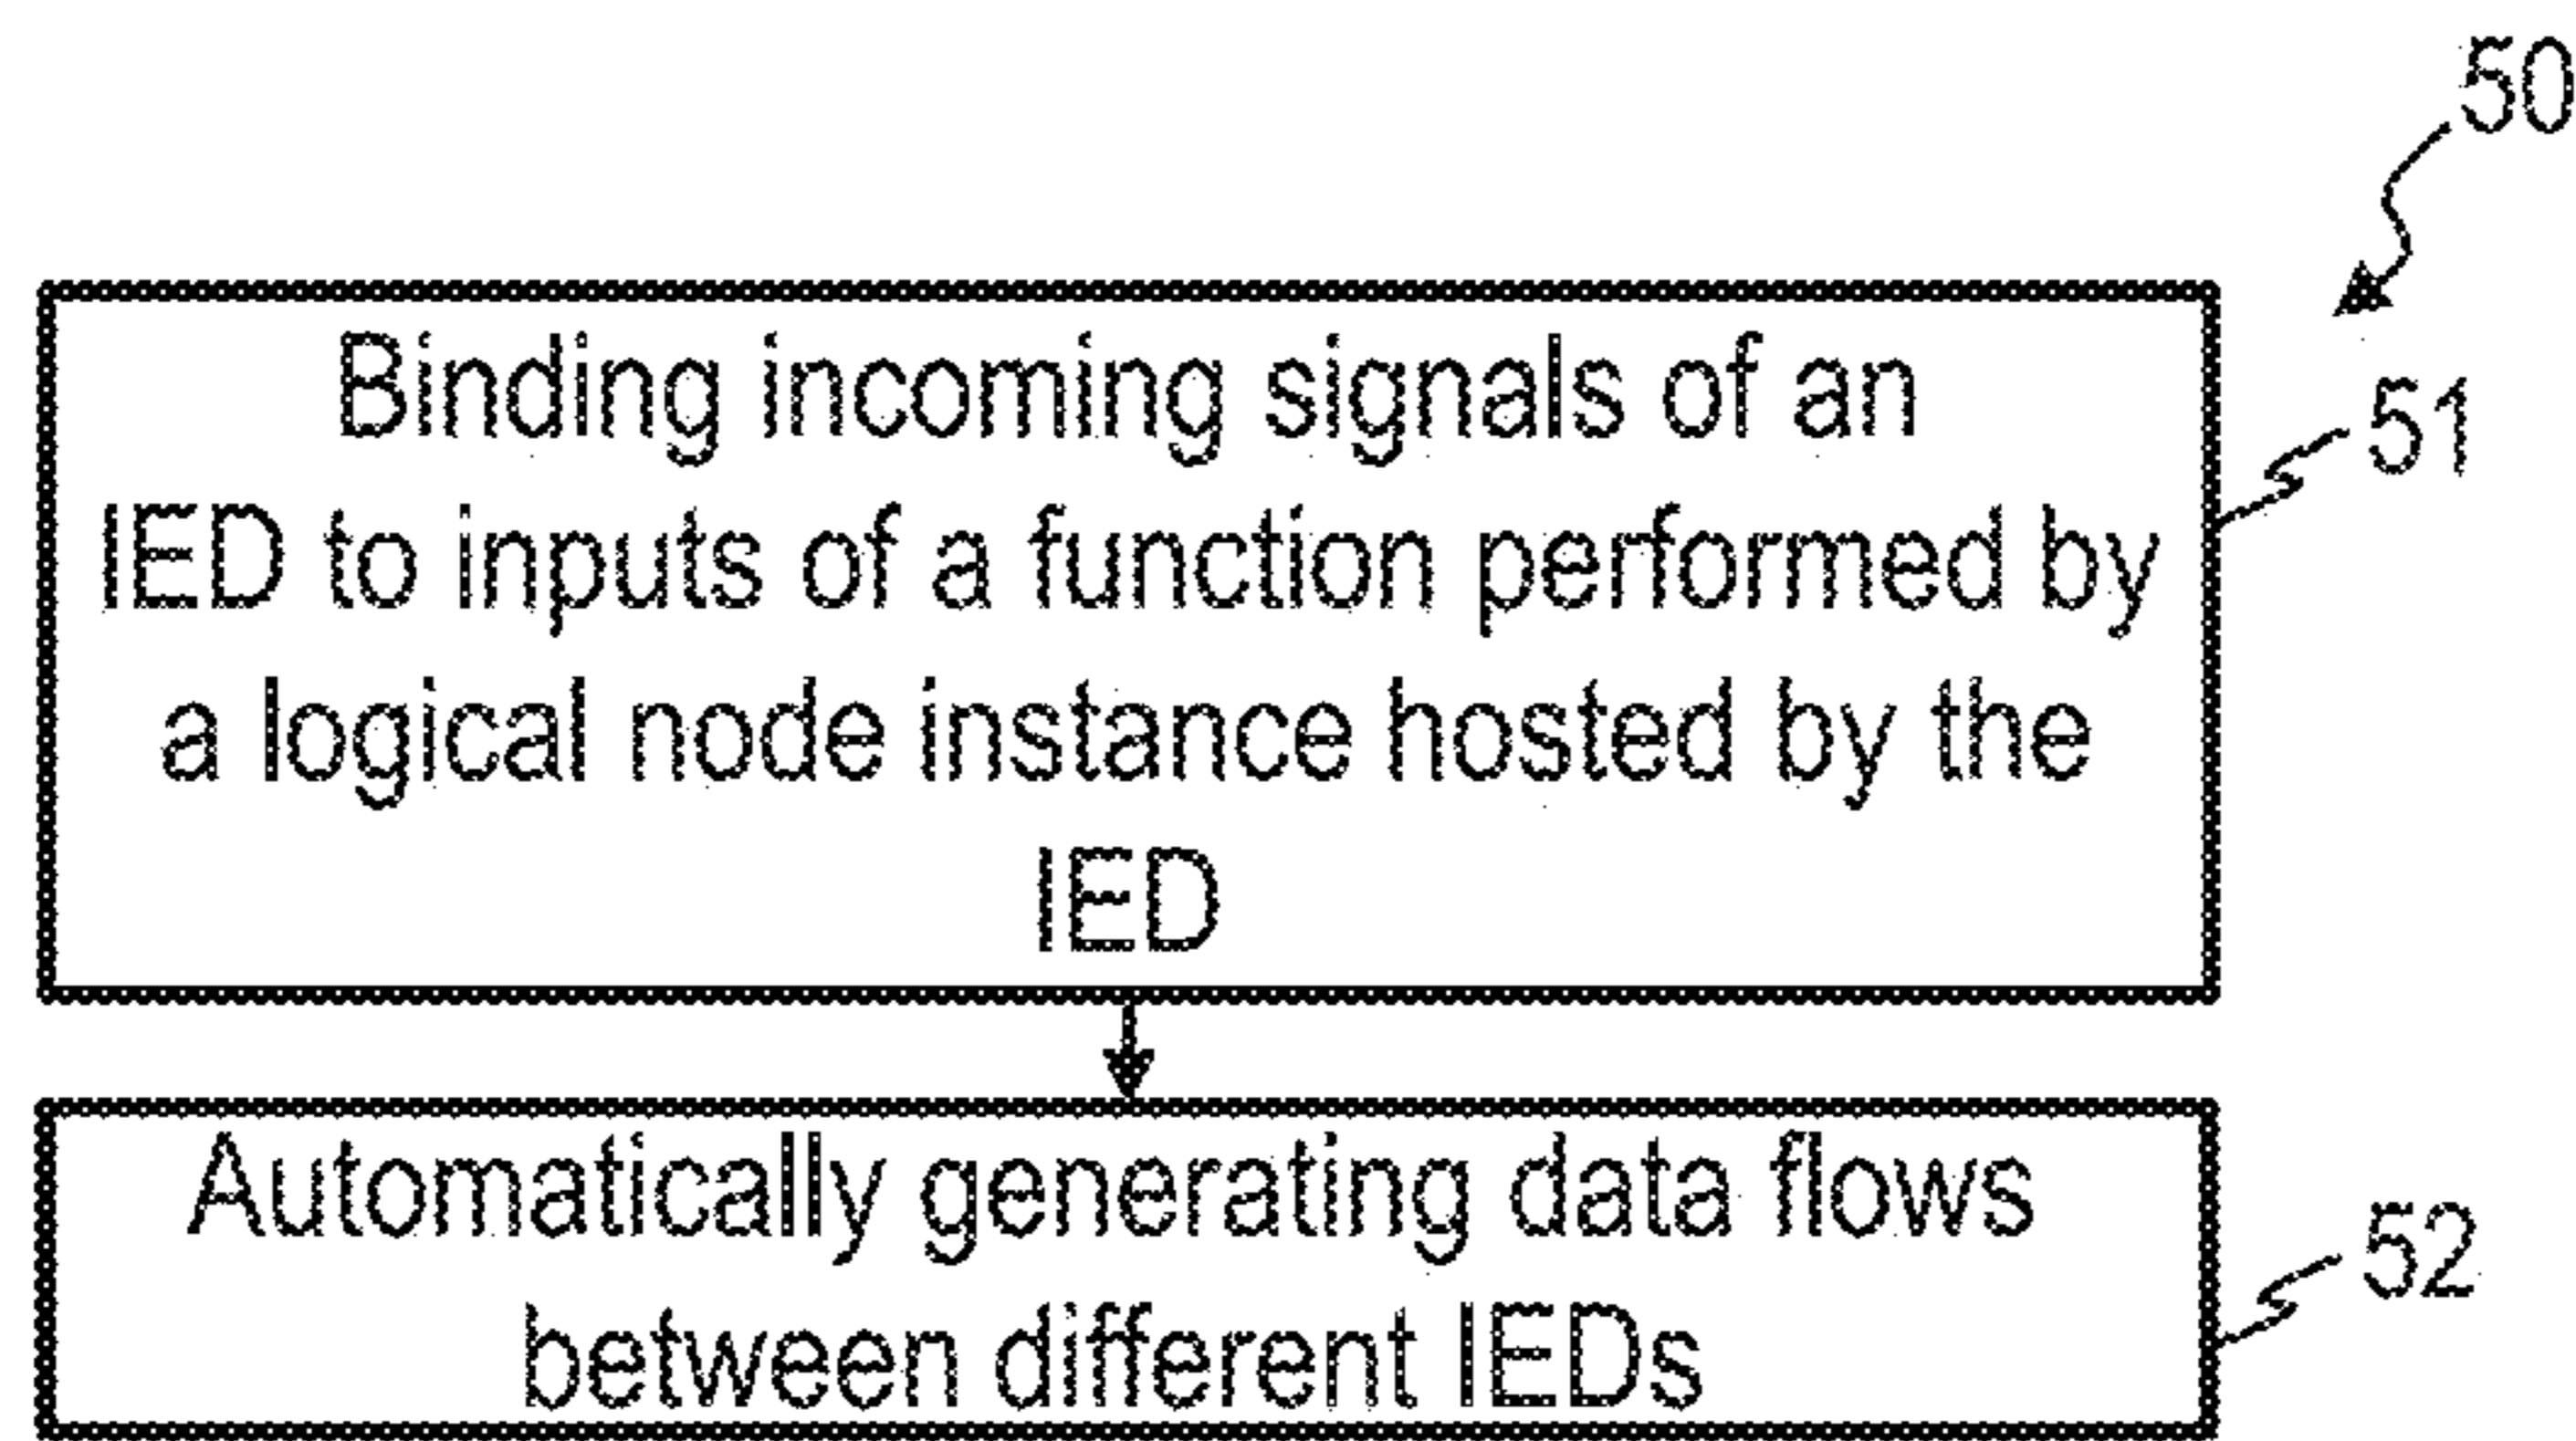 50
Binding incoming signals of an
51
IED to inputs of a function performed by
a logical node instance hosted by the
IED
Automatically generating data flows
52
between different IEDs